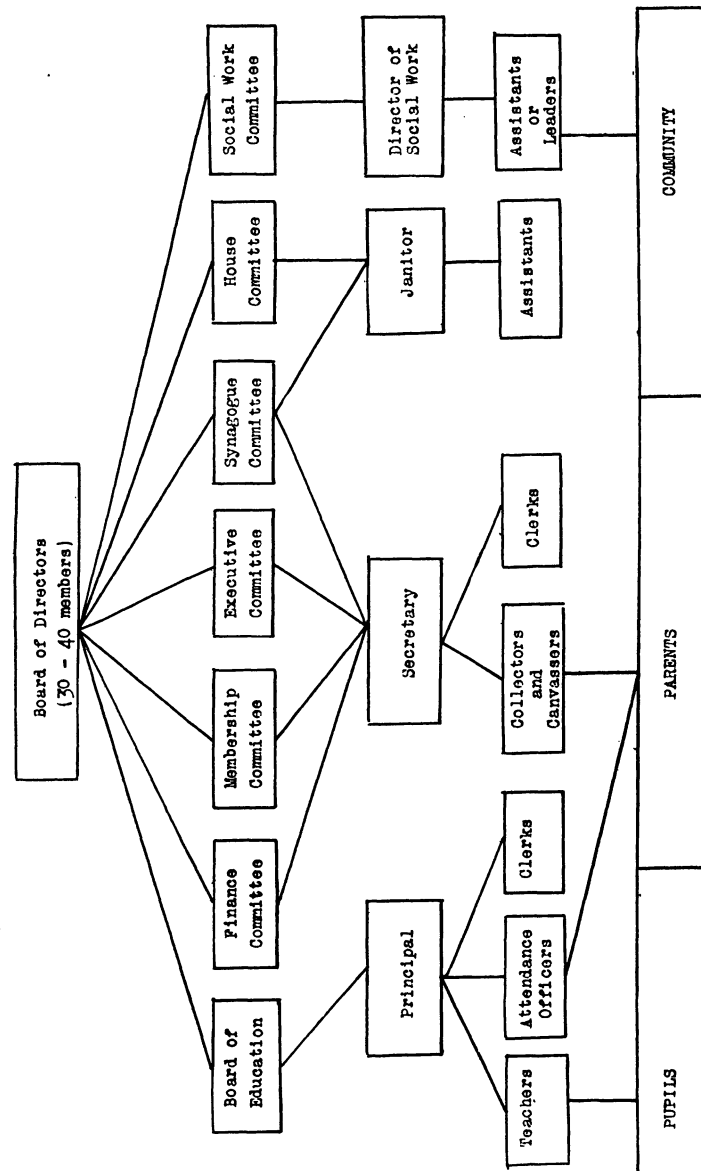 Board of Directors
(30 - 40 members)
Board of
Education
Finance
Committee
Membership
Committee
Executive
Committee
Synagogue
Committee
House
Committee
Social Work
Committee
Principal
Secretary
Janitor
Director of
Social Work
Teachers
Attendance
Officers
Clerks
Collectors
and
Canvassers
Clerks
Assistants
Assistants
or
Leaders
PUPILS
PARENTS
COMMUNITY